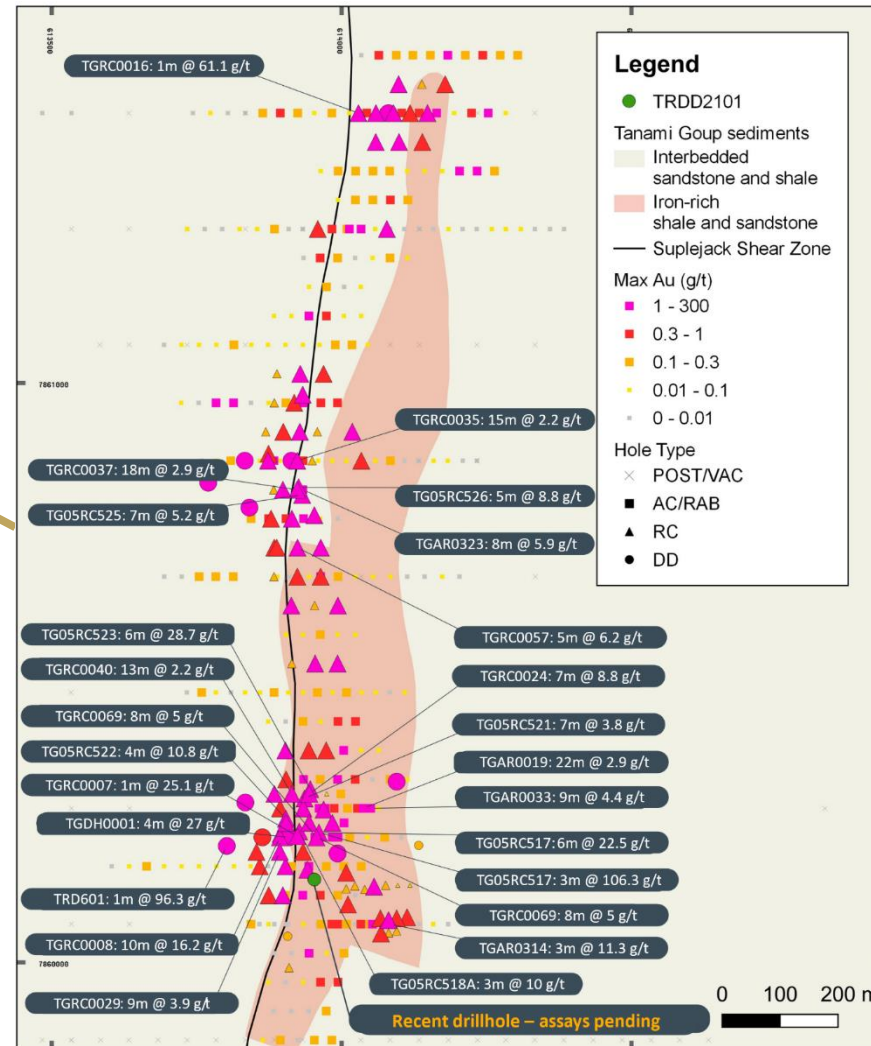 613500
614000
TGRC0016: 1m @ 61.1 g/t
7861000
TGRC0035: 15m @ 2.2 g/t
TGRC0037: 18m @ 2.9 g/t
TG05RC526: 5m @ 8.8 g/t
TG05RC525: 7m @ 5.2 g/t
TGAR0323: 8m @ 5.9 g/t
TG05RC523: 6m @ 28.7 g/t
TGRC0057: 5m @ 6.2 g/t
TGRC0040: 13m @ 2.2 g/t
TGRC0024: 7m @ 8.8 g/t
TGRC0069: 8m @ 5 g/t
TG05RC521: 7m @ 3.8 g/t
TG05RC522: 4m @ 10.8 g/t
TGAR0019: 22m @ 2.9 g/t
TGRC0007: 1m @ 25.1 g/t
TGAR0033: 9m @ 4.4 g/t
TGDH0001: 4m @ 27 g/t
TG05RC517: 6m @ 22.5 g/t
TG05RC517: 3m @ 106.3 g/t
TRD601: 1m @ 96.3 g/t
TGRC0069: 8m @ 5 g/t
TGRC0008: 10m @ 16.2 g/t
TGAR0314: 3m @ 11.3 g/t
7860000
TG05RC518A: 3m @ 10 g/t
TGRC0029: 9m @ 3.9 g/t
Recent drillhole – assays pending
Legend
TRDD2101
Tanami Goup sediments
Interbedded
sandstone and shale
Iron-rich
shale and sandstone
Suplejack Shear Zone
Max Au (g/t)
1 - 300
0.3 - 1
0.1 - 0.3
0.01 - 0.1
0 - 0.01
Hole Type
POST/VAC
AC/RAB
RC
DD
0 100 200 m